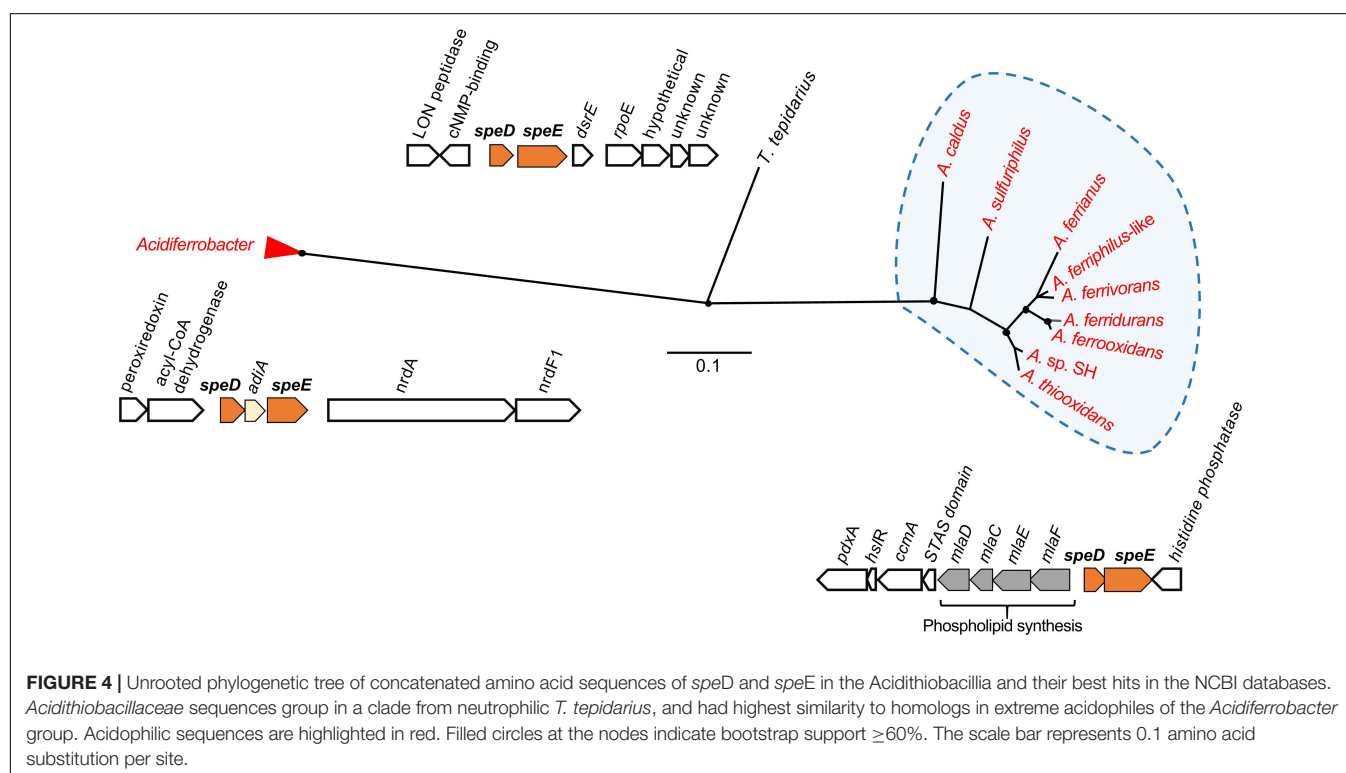 LON peptidase
cNMP-binding
speD
speE
dsrE
rpoE
hypothetical
unknown
unknown
T. tepidarius
A. caldus
A. sulfuriphilus
A. ferrianus
A. ferriphilus-like
A. ferrivorans
A. ferridurans
A. ferrooxidans
A. sp. SH
A. thiooxidans
Acidiferrobacter
0.1
peroxiredoxin
acyl-CoA
dehydrogenase
speD
adiA
speE
nrdA
nrdF1
pdxA
hslR
ccmA
STAS domain
mlaD
mlaC
mlaE
mlaF
speD
speE
histidine phosphatase
Phospholipid synthesis
FIGURE 4 | Unrooted phylogenetic tree of concatenated amino acid sequences of speD and speE in the Acidithiobacillia and their best hits in the NCBI databases.
Acidithiobacillaceae sequences group in a clade from neutrophilic T. tepidarius, and had highest similarity to homologs in extreme acidophiles of the Acidiferrobacter
group. Acidophilic sequences are highlighted in red. Filled circles at the nodes indicate bootstrap support ≥60%. The scale bar represents 0.1 amino acid
substitution per site.